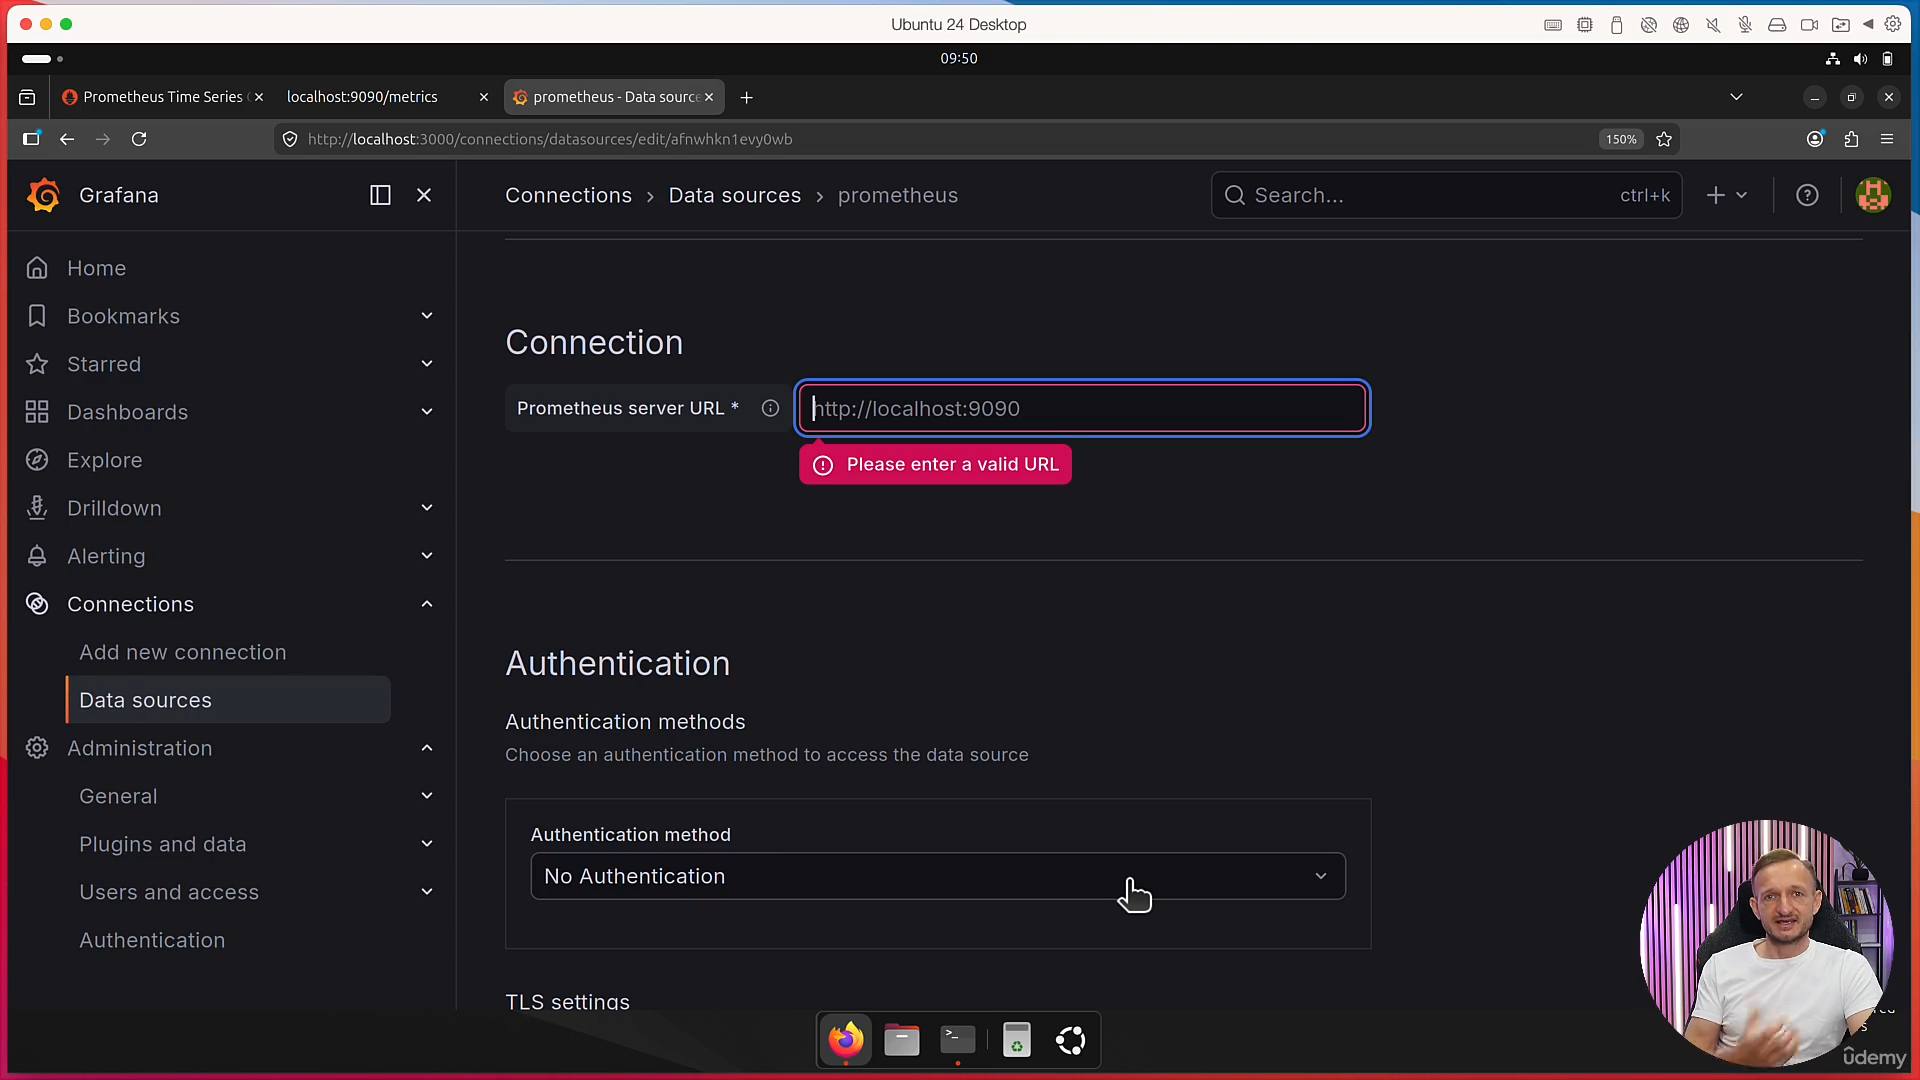 Ubuntu 24 Desktop
09:50
Prometheus Time Series
localhost:9090/metrics
prometheus - Data source
http://localhost:3000/connections/datasources/edit/afnwhkn1evy0wb
150%
Grafana
Connections › Data sources › prometheus
Search...
ctrl+k
Home
Bookmarks
Starred
Dashboards
Explore
Drilldown
Alerting
Connections
Add new connection
Data sources
Administration
General
Plugins and data
Users and access
Authentication
Connection
Prometheus server URL *
http://localhost:9090
Please enter a valid URL
Authentication
Authentication methods
Choose an authentication method to access the data source
Authentication method
No Authentication
TLS settings
udemy